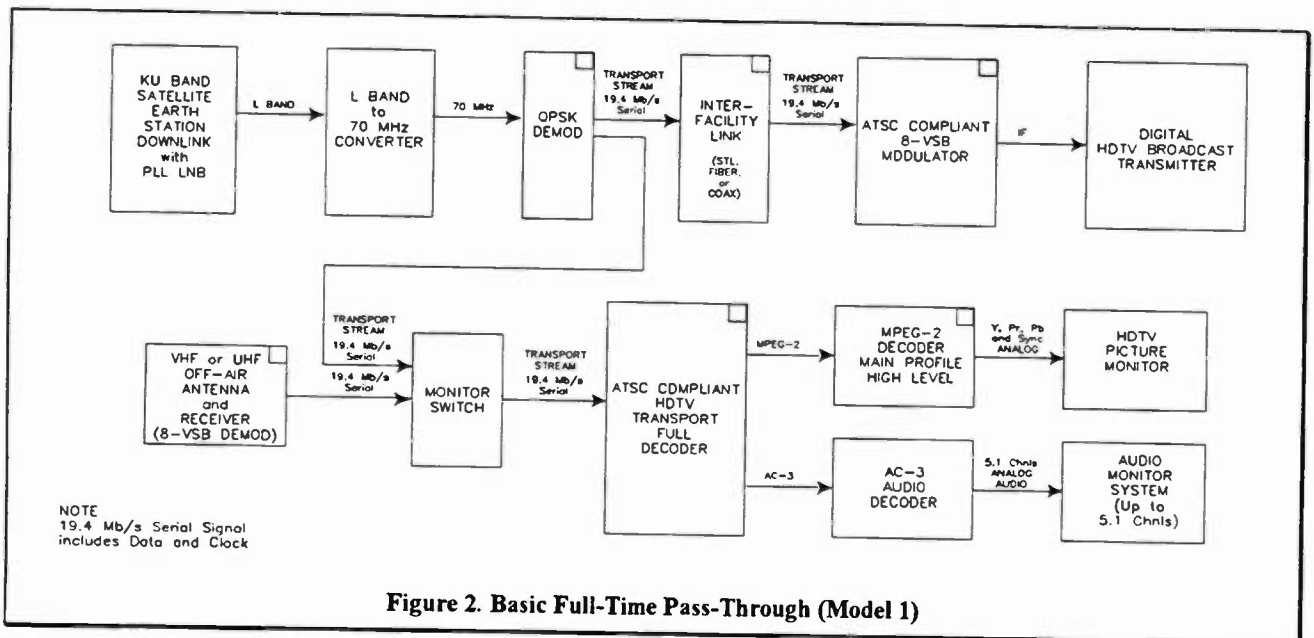 KU BAND
SATELLITE
EARTH
STATION
DOWNLINK
with
PLL LNB
L BAND
L BAND
to
70 MHz
CONVERTER
70 MHz
QPSK
DEMOD
TRANSPORT
STREAM
19.4 Mb/s
Serial
INTER-
FACILITY
LINK
(STL,
FIBER,
or
COAX)
TRANSPORT
STREAM
19.4 Mb/s
Serial
ATSC COMPLIANT
8-VSB
MODULATOR
IF
DIGITAL
HDTV BROADCAST
TRANSMITTER
VHF or UHF
OFF-AIR
ANTENNA
and
RECEIVER
(8-VSB DEMOD)
TRANSPORT
STREAM
19.4 Mb/s
Serial
19.4 Mb/s
Serial
MONITOR
SWITCH
TRANSPORT
STREAM
19.4 Mb/s
Serial
ATSC COMPLIANT
HDTV
TRANSPORT
FULL
DECODER
MPEG-2
MPEG-2
DECODER
MAIN PROFILE
HIGH LEVEL
Y, Pr, Pb
and Sync
ANALOG
HDTV
PICTURE
MONITOR
AC-3
AC-3
AUDIO
DECODER
5.1 Chnls
ANALOG
AUDIO
AUDIO
MONITOR
SYSTEM
(Up to
5.1 Chnls)
NOTE
19.4 Mb/s Serial Signal
includes Data and Clock
Figure 2. Basic Full-Time Pass-Through (Model 1)